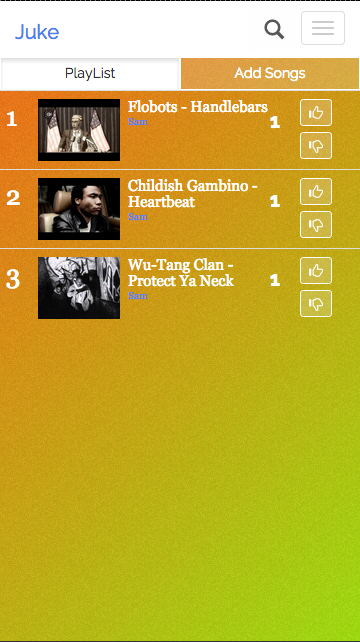 Juke
PlayList
Add Songs
1
Flobots - Handlebars
Sam
1
2
Childish Gambino -
Heartbeat
Sam
1
3
Wu-Tang Clan -
Protect Ya Neck
Sam
1